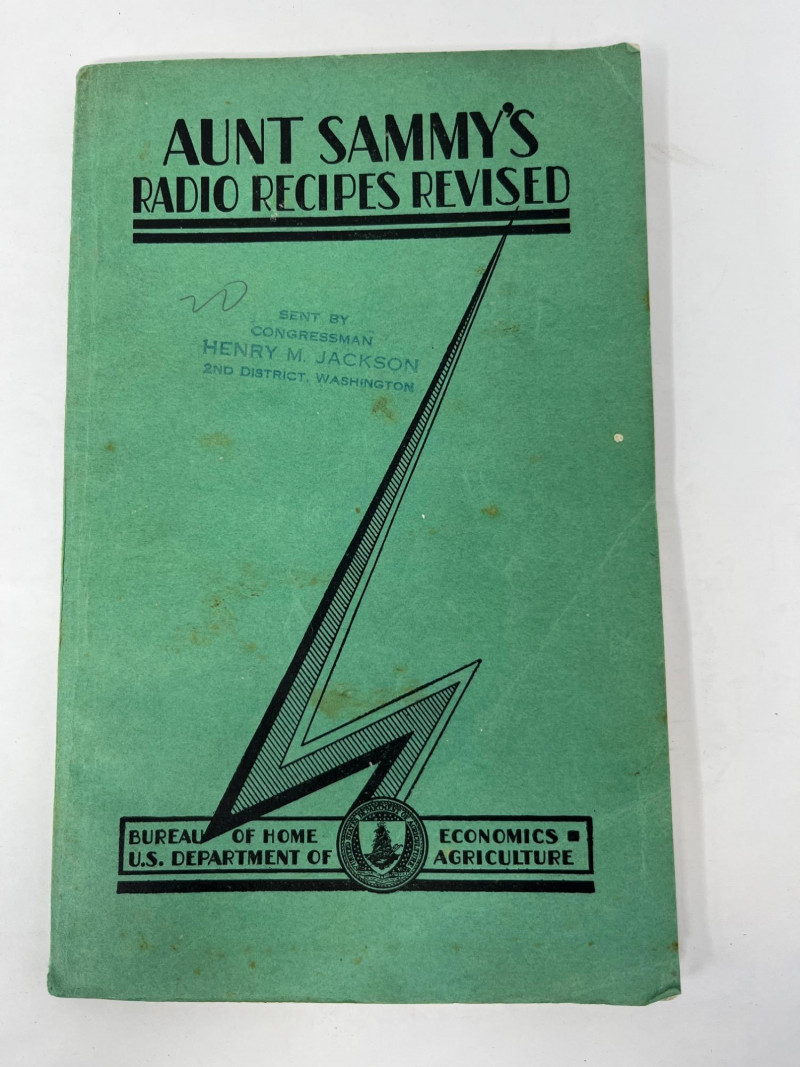 AUNT SAMMY'S
RADIO RECIPES REVISED
20
SENT BY
CONGRESSMAN
HENRY M. JACKSON
2ND DISTRICT, WASHINGTON
BUREAU OF HOME ECONOMICS
U.S. DEPARTMENT OF AGRICULTURE